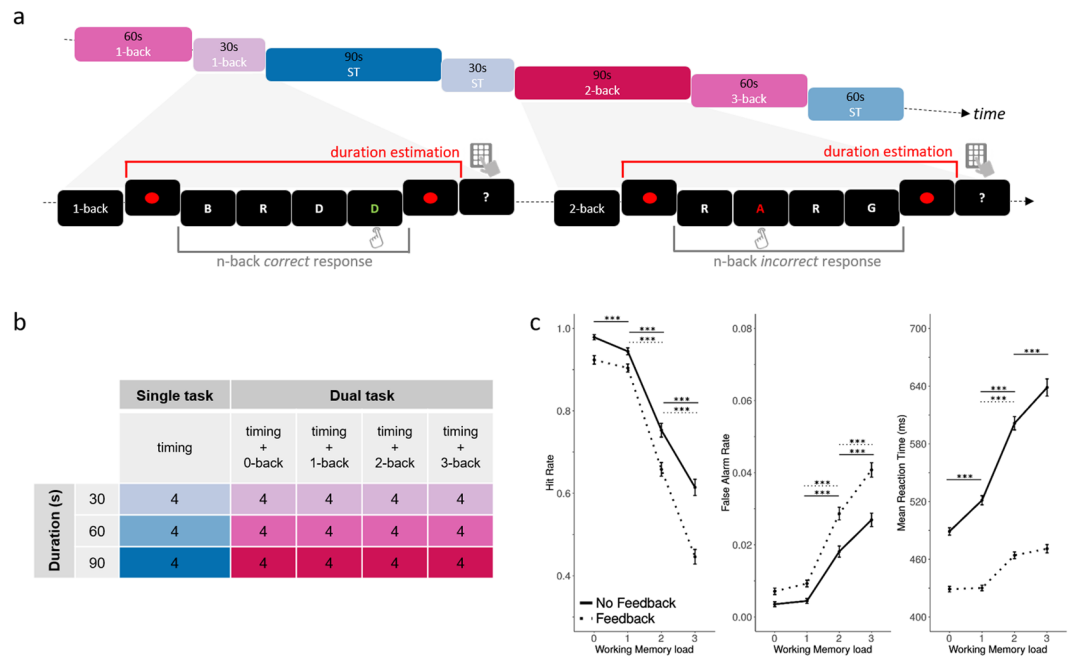 a
60s
1-back
30s
1-back
90s
ST
30s
ST
90s
2-back
60s
3-back
60s
ST
time
duration estimation
duration estimation
1-back
B
R
D
D
?
2-back
R
A
R
G
?
n-back correct response
n-back incorrect response
b
Single task
Dual task
timing
timing + 0-back
timing + 1-back
timing + 2-back
timing + 3-back
Duration (s)
30 4 4 4 4 4
60 4 4 4 4 4
90 4 4 4 4 4
c
Hit Rate
1.0
0.8
0.6
0.4
***
***
***
***
***
No Feedback
Feedback
0 1 2 3
Working Memory load
False Alarm Rate
0.08
0.06
0.04
0.02
0.00
***
***
***
***
0 1 2 3
Working Memory load
Mean Reaction Time (ms)
700
640
580
520
460
400
***
***
***
***
0 1 2 3
Working Memory load